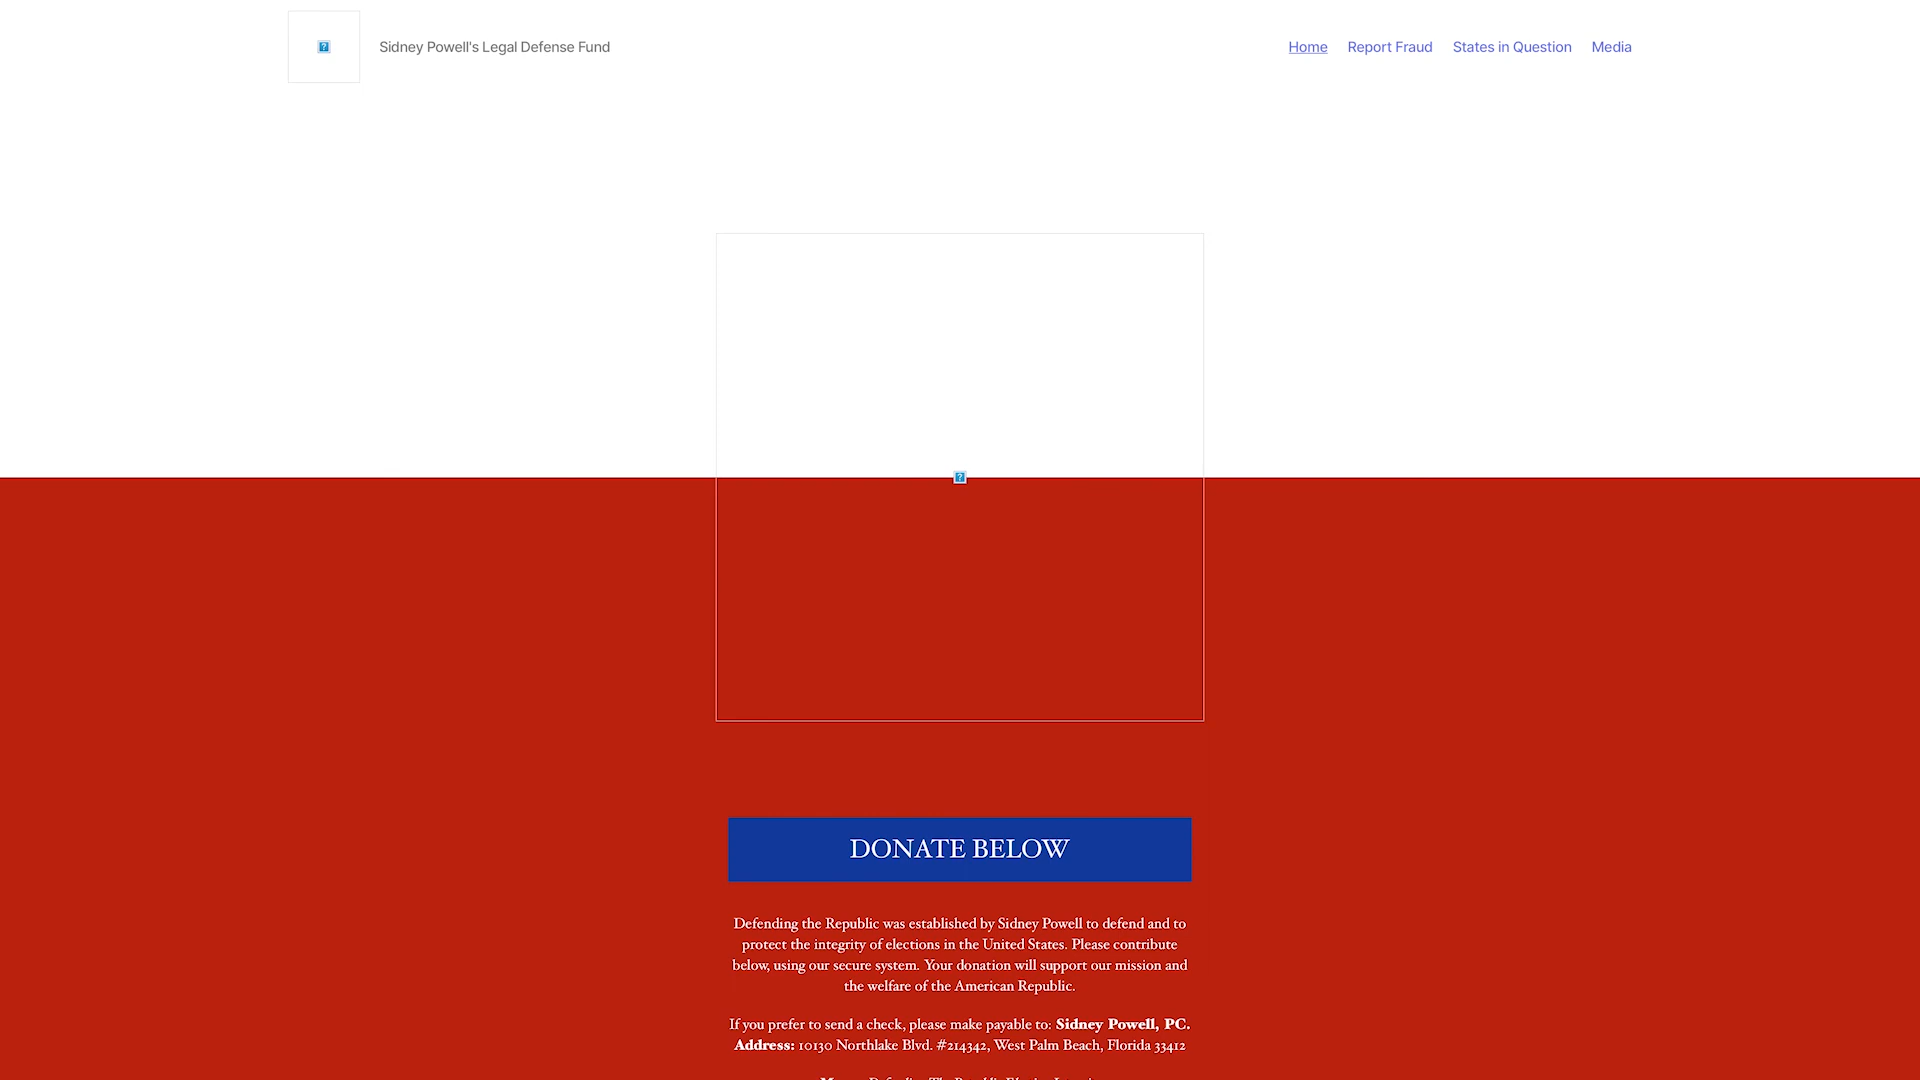 Sidney Powell's Legal Defense Fund
Home Report Fraud States in Question Media
DONATE BELOW
Defending the Republic was established by Sidney Powell to defend and to
protect the integrity of elections in the United States. Please contribute
below, using our secure system. Your donation will support our mission and
the welfare of the American Republic.
If you prefer to send a check, please make payable to: Sidney Powell, PC.
Address: 10130 Northlake Blvd. #214342, West Palm Beach, Florida 33412